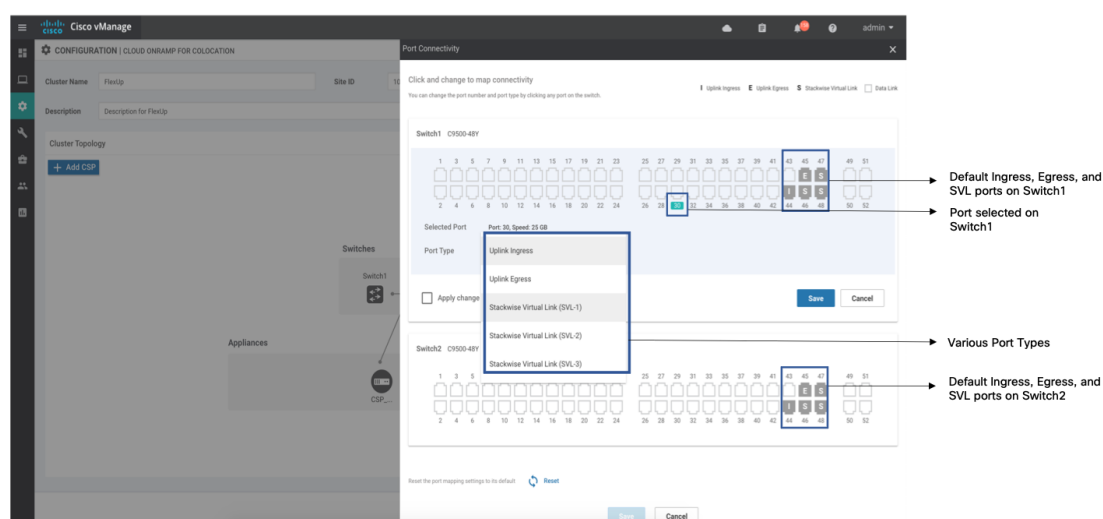 cisco Cisco vManage
admin
CONFIGURATION | CLOUD ONRAMP FOR COLOCATION
Port Connectivity
Cluster Name
FlexUp
Site ID
10
Description
Description for FlexUp
Cluster Topology
+ Add CSP
Switches
Switch1
Appliances
CSP_...
Click and change to map connectivity
You can change the port number and port type by clicking any port on the switch.
I Uplink Ingress E Uplink Egress S Stackwise Virtual Link Data Link
Switch1 C9500-48Y
1 3 5 7 9 11 13 15 17 19 21 23 25 27 29 31 33 35 37 39 41 43 45 47 49 51
E S
I S S
2 4 6 8 10 12 14 16 18 20 22 24 26 28 30 32 34 36 38 40 42 44 46 48 50 52
Selected Port Port: 30, Speed: 25 GB
Port Type
Uplink Ingress
Uplink Egress
Stackwise Virtual Link (SVL-1)
Stackwise Virtual Link (SVL-2)
Stackwise Virtual Link (SVL-3)
Apply change
Save Cancel
Switch2 C9500-48Y
1 3 5 25 27 29 31 33 35 37 39 41 43 45 47 49 51
E S
I S S
2 4 6 8 10 12 14 16 18 20 22 24 26 28 30 32 34 36 38 40 42 44 46 48 50 52
Reset the port mapping settings to its default Reset
Save Cancel
Default Ingress, Egress, and
SVL ports on Switch1
Port selected on
Switch1
Various Port Types
Default Ingress, Egress, and
SVL ports on Switch2